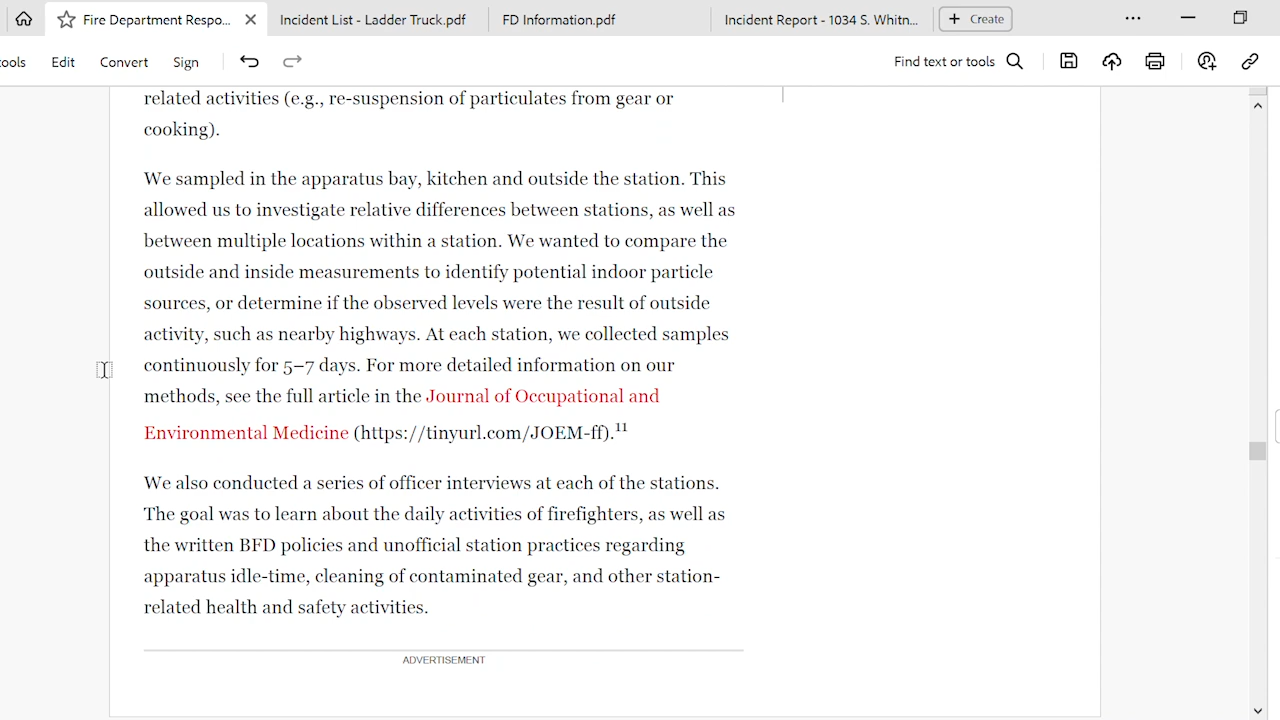 Fire Department Respo...
Incident List - Ladder Truck.pdf
FD Information.pdf
Incident Report - 1034 S. Whitn...
Create
ools
Edit
Convert
Sign
Find text or tools
related activities (e.g., re-suspension of particulates from gear or
cooking).
We sampled in the apparatus bay, kitchen and outside the station. This
allowed us to investigate relative differences between stations, as well as
between multiple locations within a station. We wanted to compare the
outside and inside measurements to identify potential indoor particle
sources, or determine if the observed levels were the result of outside
activity, such as nearby highways. At each station, we collected samples
continuously for 5–7 days. For more detailed information on our
methods, see the full article in the Journal of Occupational and
Environmental Medicine (https://tinyurl.com/JOEM-ff).11
We also conducted a series of officer interviews at each of the stations.
The goal was to learn about the daily activities of firefighters, as well as
the written BFD policies and unofficial station practices regarding
apparatus idle-time, cleaning of contaminated gear, and other station-
related health and safety activities.
ADVERTISEMENT